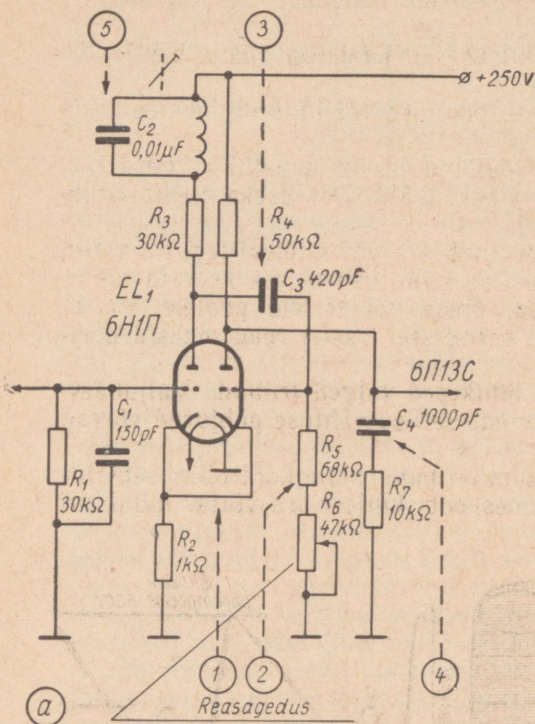 5
3
+250V
C2
0,01µF
R3
30kΩ
R4
50kΩ
C3 420pF
EL1
6Н1П
6П13С
C1
150pF
C4 1000pF
R1
30kΩ
R5
68kΩ
R2
1kΩ
R6
47kΩ
R7
10kΩ
1
2
4
a
Reasagedus